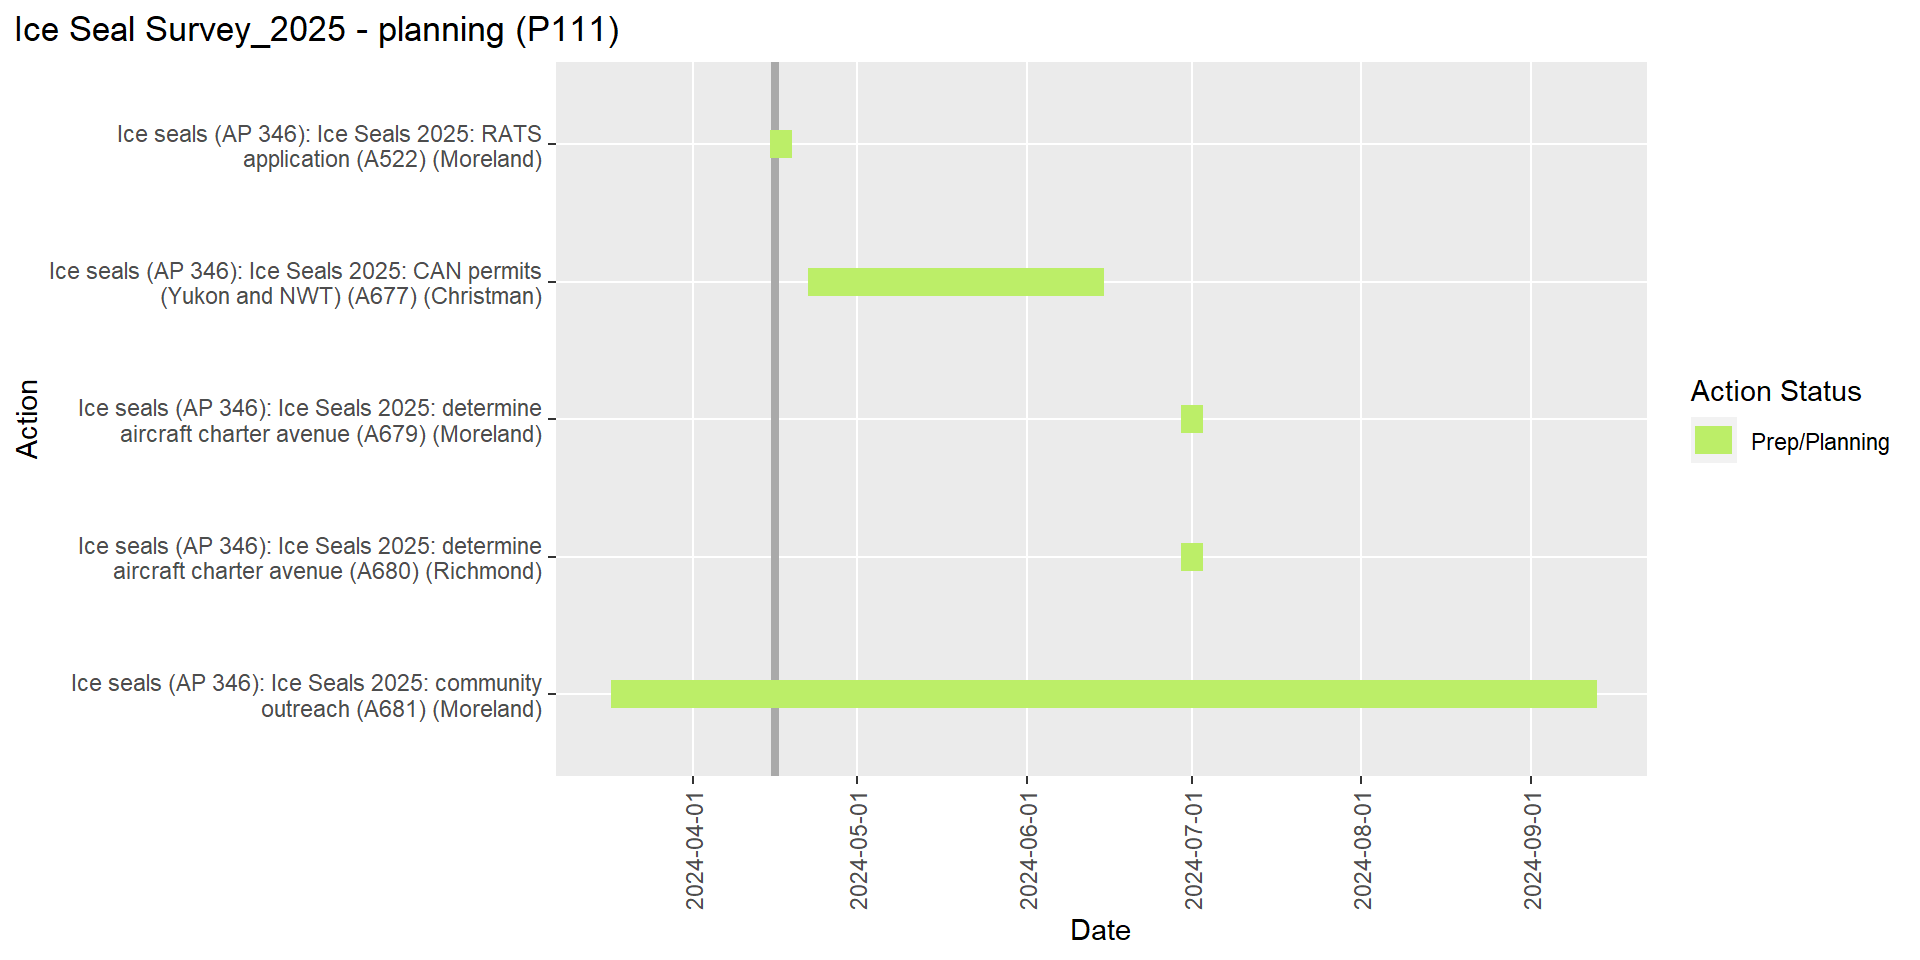 Ice Seal Survey_2025 - planning (P111)
Ice seals (AP 346): Ice Seals 2025: RATS
application (A522) (Moreland)
Ice seals (AP 346): Ice Seals 2025: CAN permits
(Yukon and NWT) (A677) (Christman)
Ice seals (AP 346): Ice Seals 2025: determine
aircraft charter avenue (A679) (Moreland)
Ice seals (AP 346): Ice Seals 2025: determine
aircraft charter avenue (A680) (Richmond)
Ice seals (AP 346): Ice Seals 2025: community
outreach (A681) (Moreland)
Action
2024-04-01
2024-05-01
2024-06-01
2024-07-01
2024-08-01
2024-09-01
Date
Action Status
Prep/Planning